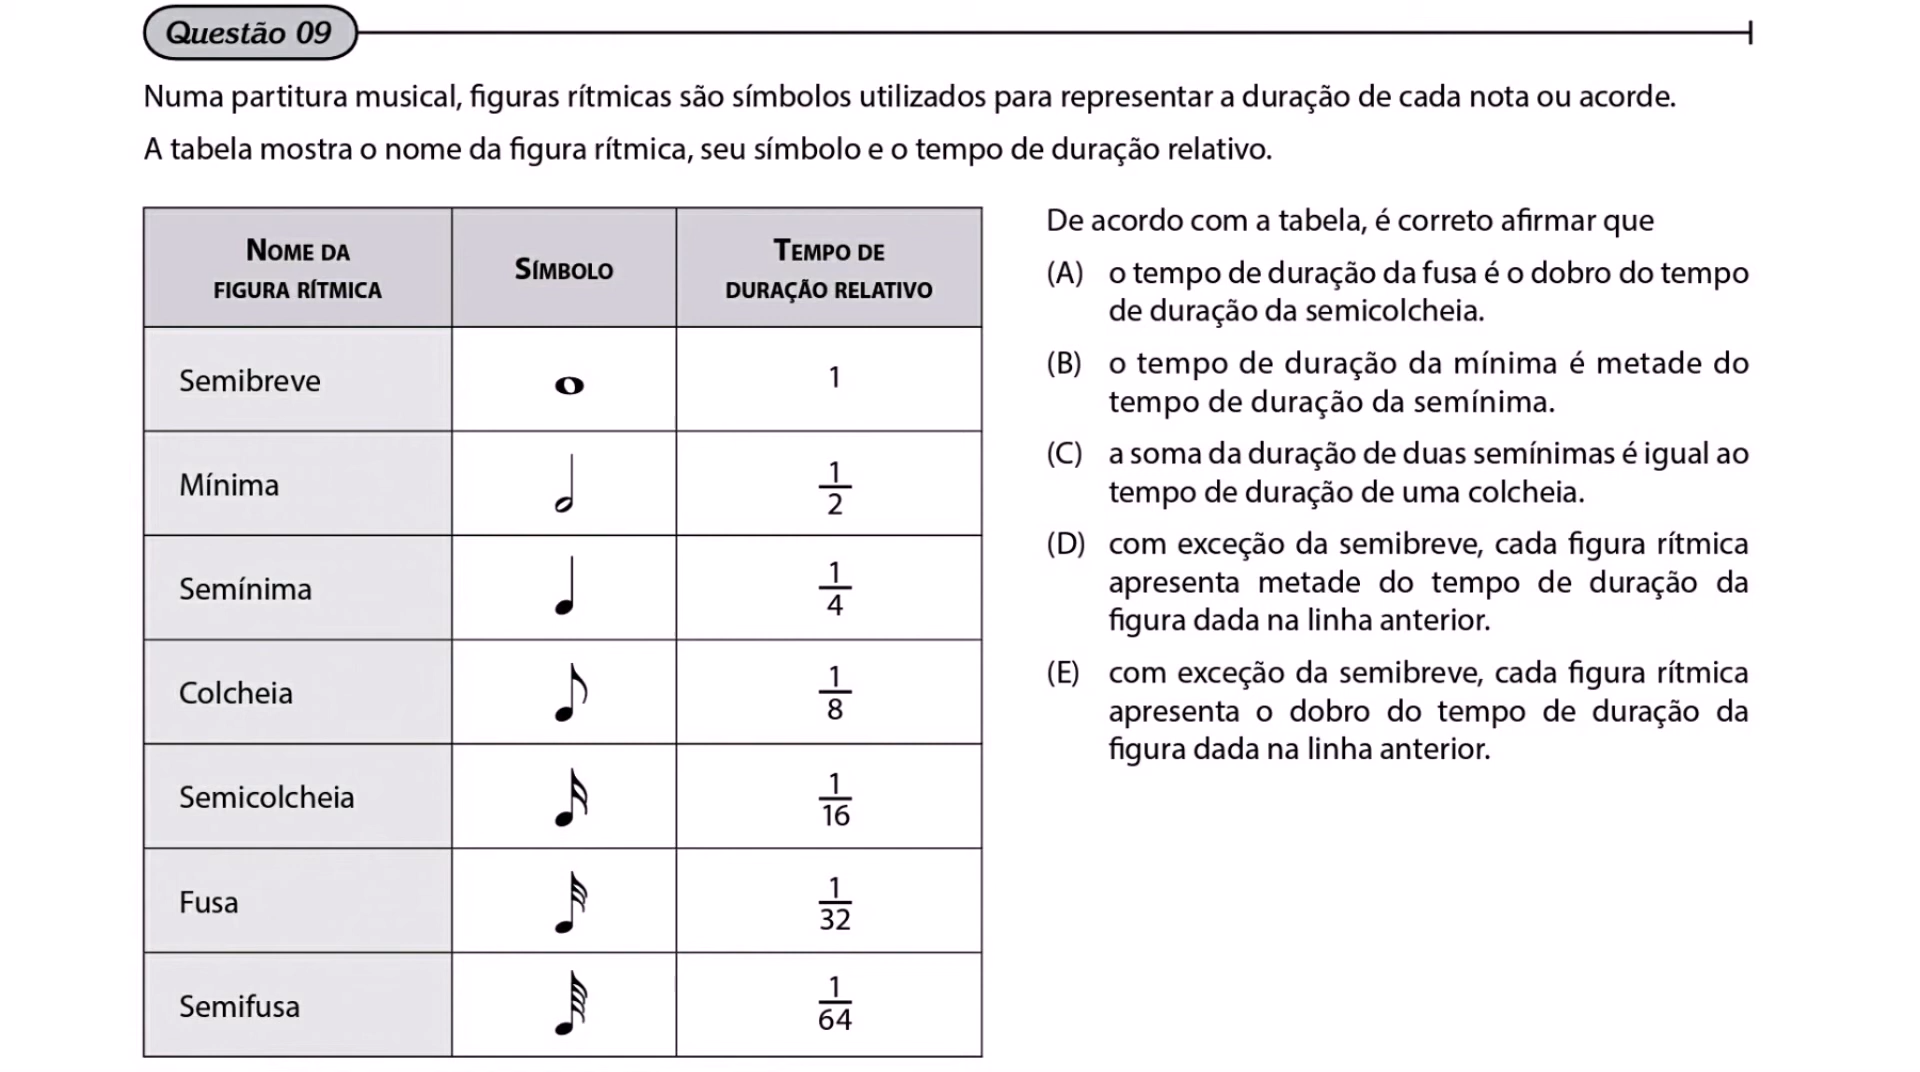 Questão 09
Numa partitura musical, figuras rítmicas são símbolos utilizados para representar a duração de cada nota ou acorde.
A tabela mostra o nome da figura rítmica, seu símbolo e o tempo de duração relativo.
NOME DA
FIGURA RÍTMICA
SÍMBOLO
TEMPO DE
DURAÇÃO RELATIVO
Semibreve
1
Mínima
1
2
Semínima
1
4
Colcheia
1
8
Semicolcheia
1
16
Fusa
1
32
Semifusa
1
64
De acordo com a tabela, é correto afirmar que
(A) o tempo de duração da fusa é o dobro do tempo
de duração da semicolcheia.
(B) o tempo de duração da mínima é metade do
tempo de duração da semínima.
(C) a soma da duração de duas semínimas é igual ao
tempo de duração de uma colcheia.
(D) com exceção da semibreve, cada figura rítmica
apresenta metade do tempo de duração da
figura dada na linha anterior.
(E) com exceção da semibreve, cada figura rítmica
apresenta o dobro do tempo de duração da
figura dada na linha anterior.